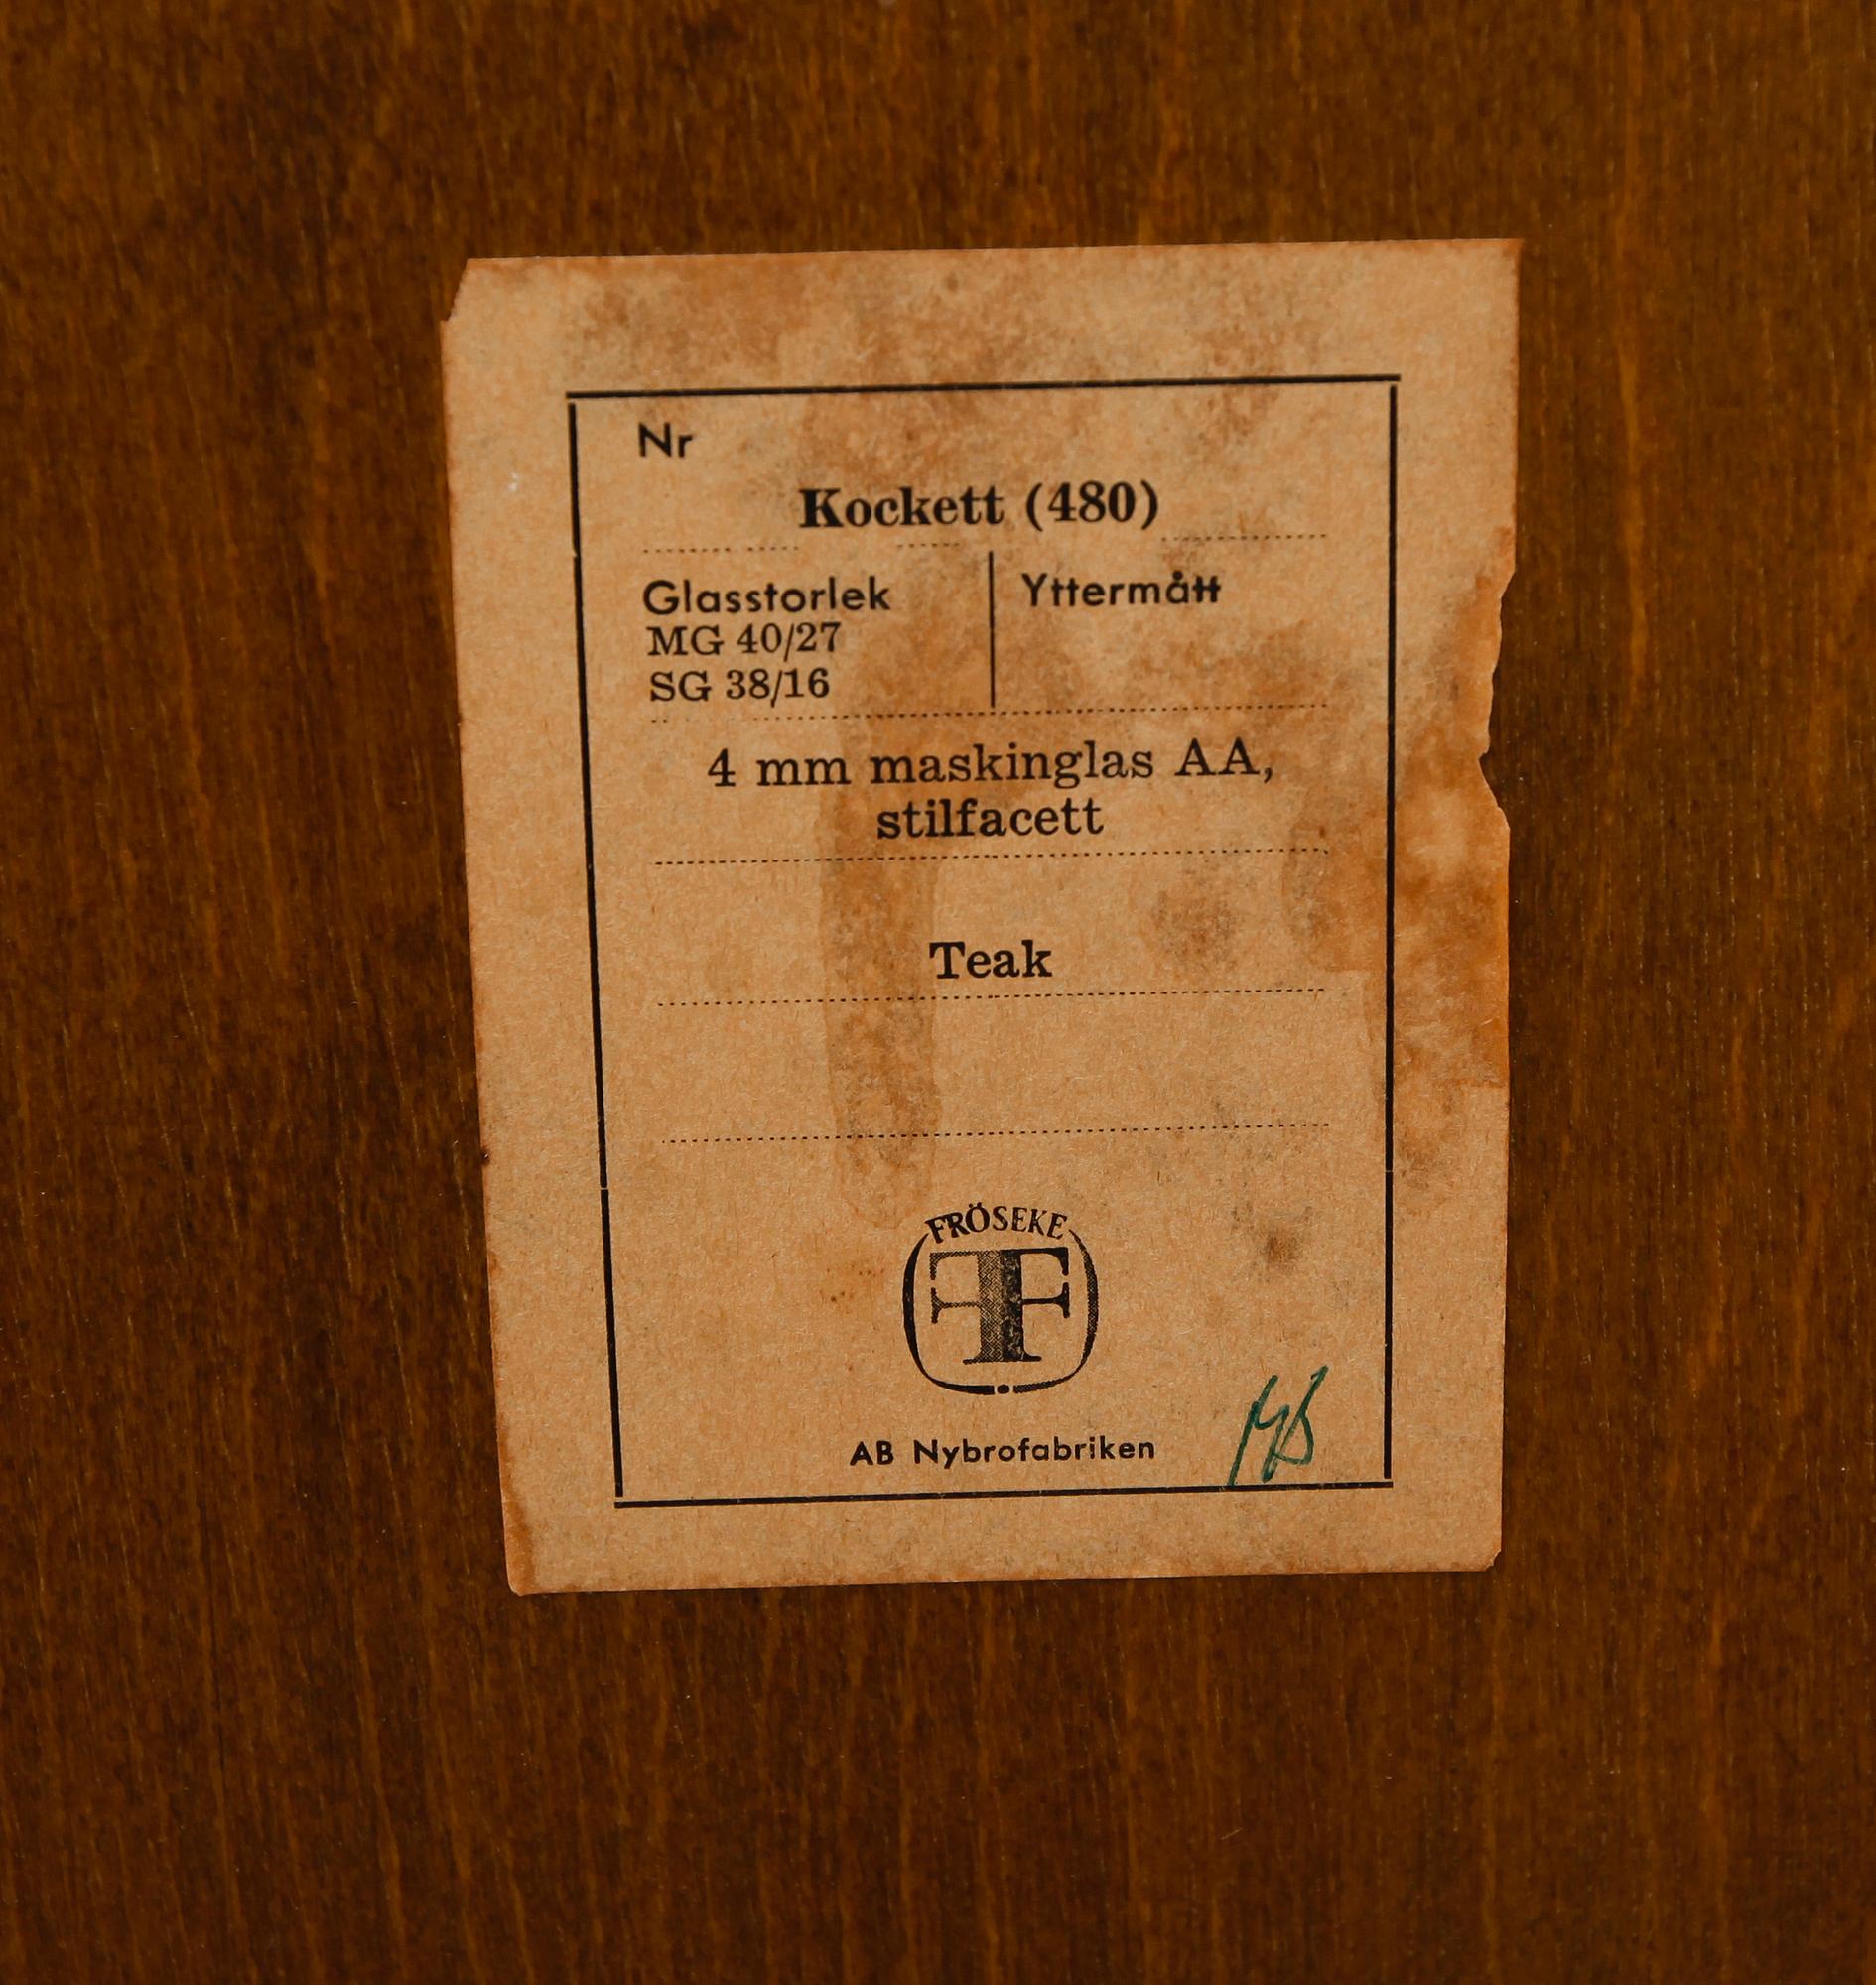 Nr
Kockett (480)
Glasstorlek
Yttermått
MG 40/27
SG 38/16
4 mm maskinglas AA,
stilfacett
Teak
FRÖSEKE
F
AB Nybrofabriken